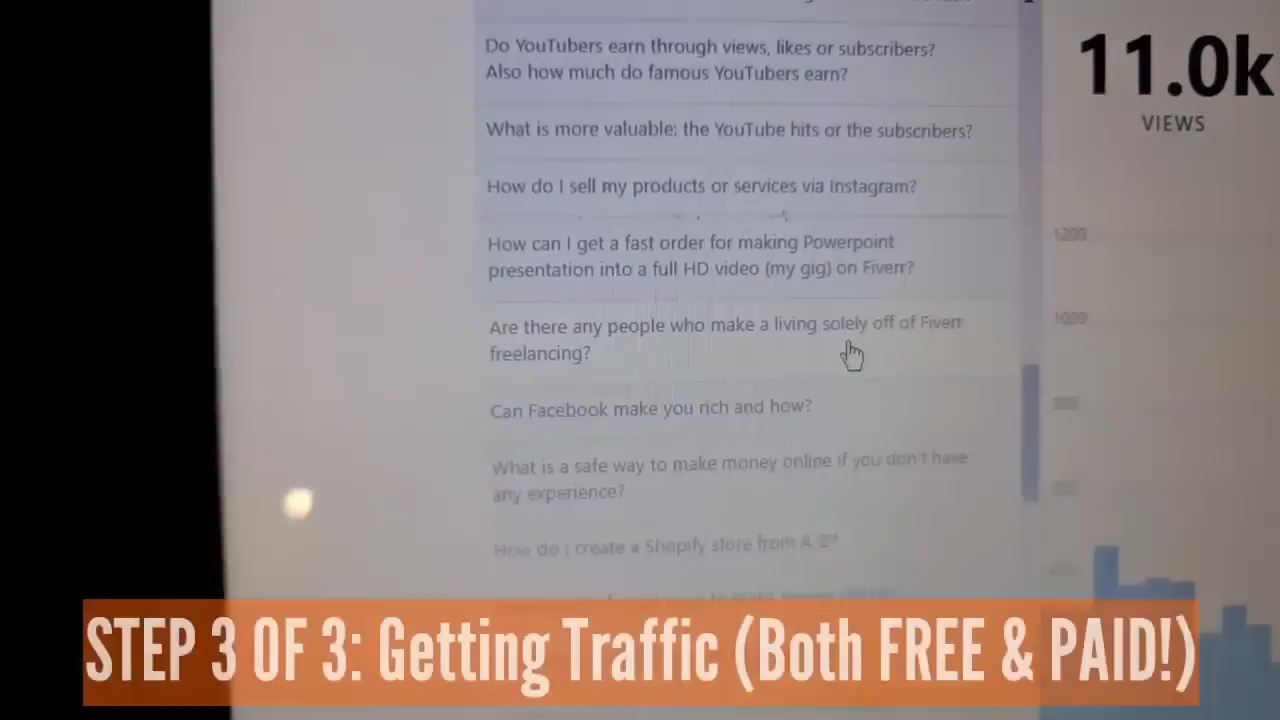 Do YouTubers earn through views, likes or subscribers?
Also how much do famous YouTubers earn?
11.0k
VIEWS
What is more valuable: the YouTube hits or the subscribers?
How do I sell my products or services via Instagram?
1200
How can I get a fast order for making Powerpoint
presentation into a full HD video (my gig) on Fiverr?
1000
Are there any people who make a living solely off of Fiverr
freelancing?
Can Facebook make you rich and how?
What is a safe way to make money online if you don't have
any experience?
How do I create a Shopify store from A-Z?
STEP 3 OF 3: Getting Traffic (Both FREE & PAID!)